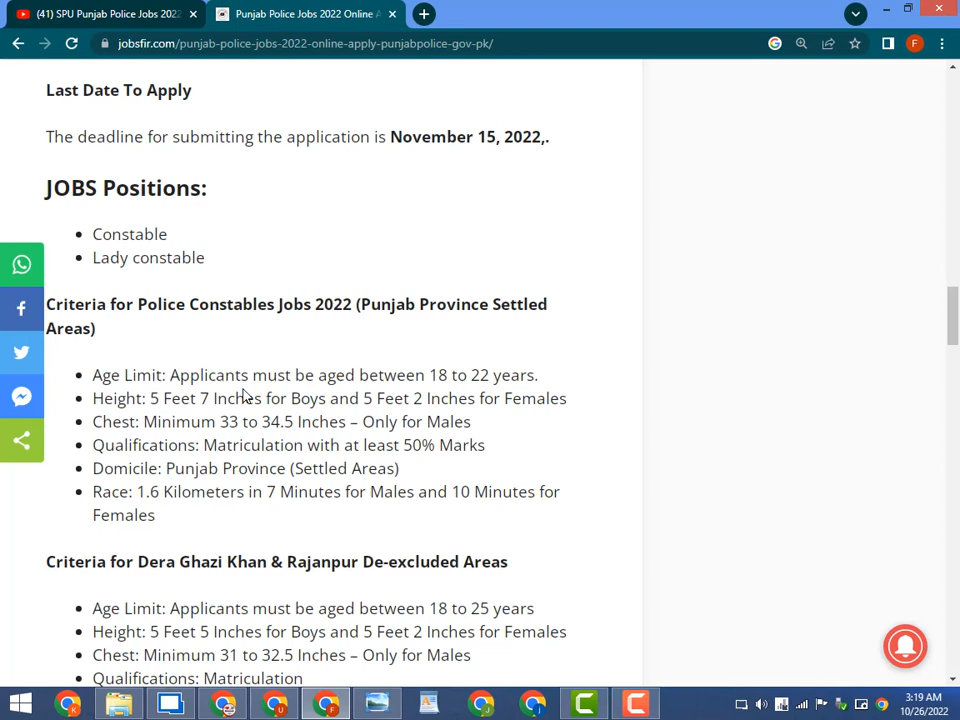 (41) SPU Punjab Police Jobs 2022
Punjab Police Jobs 2022 Online A
jobsfir.com/punjab-police-jobs-2022-online-apply-punjabpolice-gov-pk/
F
Last Date To Apply
The deadline for submitting the application is November 15, 2022,.
JOBS Positions:
Constable
Lady constable
Criteria for Police Constables Jobs 2022 (Punjab Province Settled
Areas)
Age Limit: Applicants must be aged between 18 to 22 years.
Height: 5 Feet 7 Inches for Boys and 5 Feet 2 Inches for Females
Chest: Minimum 33 to 34.5 Inches – Only for Males
Qualifications: Matriculation with at least 50% Marks
Domicile: Punjab Province (Settled Areas)
Race: 1.6 Kilometers in 7 Minutes for Males and 10 Minutes for
Females
Criteria for Dera Ghazi Khan & Rajanpur De-excluded Areas
Age Limit: Applicants must be aged between 18 to 25 years
Height: 5 Feet 5 Inches for Boys and 5 Feet 2 Inches for Females
Chest: Minimum 31 to 32.5 Inches – Only for Males
Qualifications: Matriculation
3:19 AM
10/26/2022